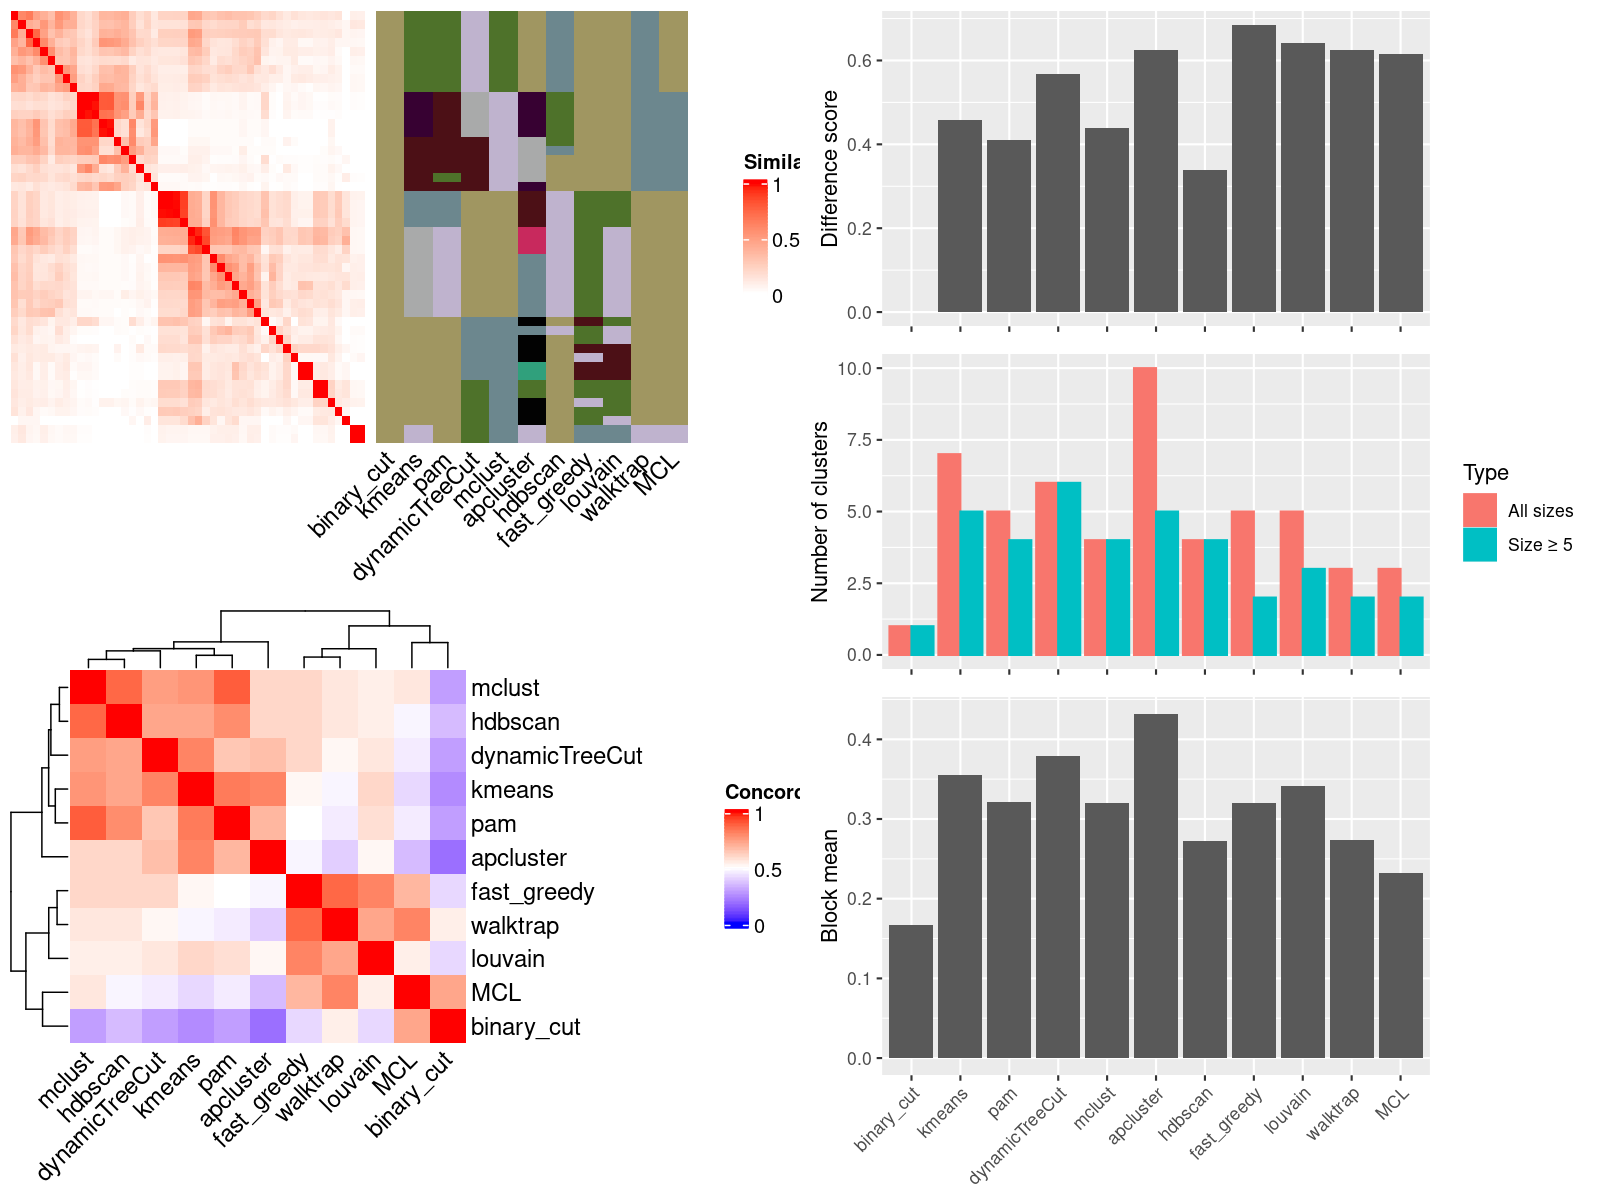 Simila
1
0.5
0
binary_cut
kmeans
pam
dynamicTreeCut
mclust
apcluster
hdbscan
fast_greedy
louvain
walktrap
MCL
Difference score
0.6
0.4
0.2
0.0
Number of clusters
10.0
7.5
5.0
2.5
0.0
Type
All sizes
Size ≥ 5
mclust
hdbscan
dynamicTreeCut
kmeans
pam
apcluster
fast_greedy
walktrap
louvain
MCL
binary_cut
mclust
hdbscan
dynamicTreeCut
kmeans
pam
apcluster
fast_greedy
walktrap
louvain
MCL
binary_cut
Concord
1
0.5
0
Block mean
0.4
0.3
0.2
0.1
0.0
binary_cut
kmeans
pam
dynamicTreeCut
mclust
apcluster
hdbscan
fast_greedy
louvain
walktrap
MCL